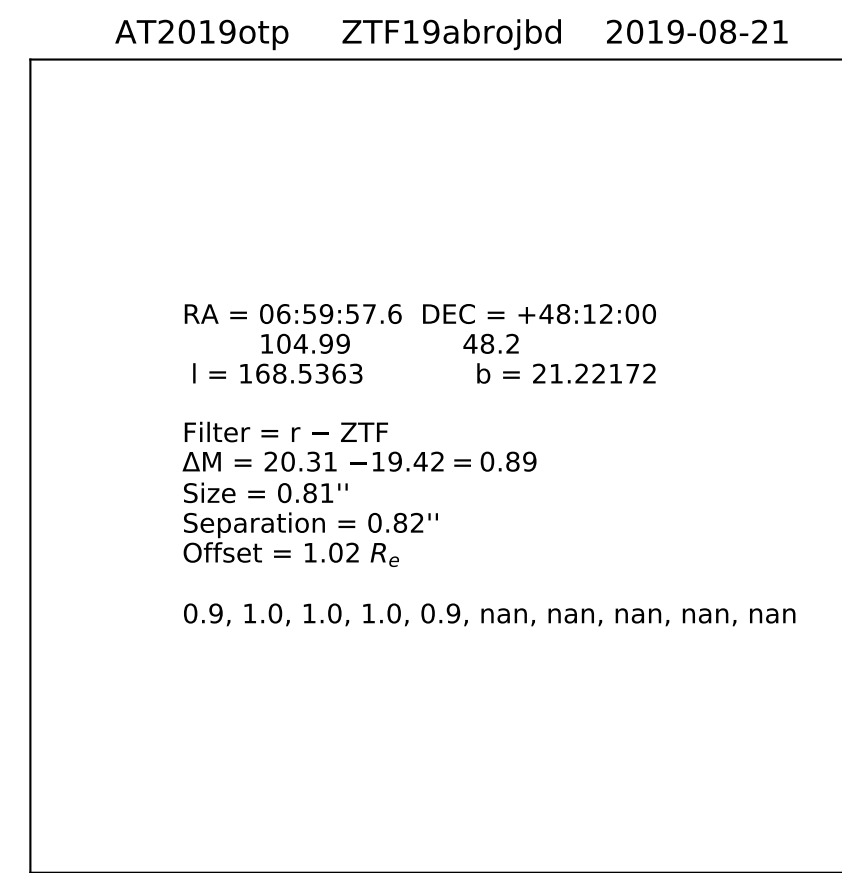 AT2019otp ZTF19abrojbd 2019-08-21
RA = 06:59:57.6 DEC = +48:12:00
104.99 48.2
l = 168.5363 b = 21.22172
Filter = r − ZTF
ΔM = 20.31 −19.42 = 0.89
Size = 0.81''
Separation = 0.82''
Offset = 1.02 Rₑ
0.9, 1.0, 1.0, 1.0, 0.9, nan, nan, nan, nan, nan